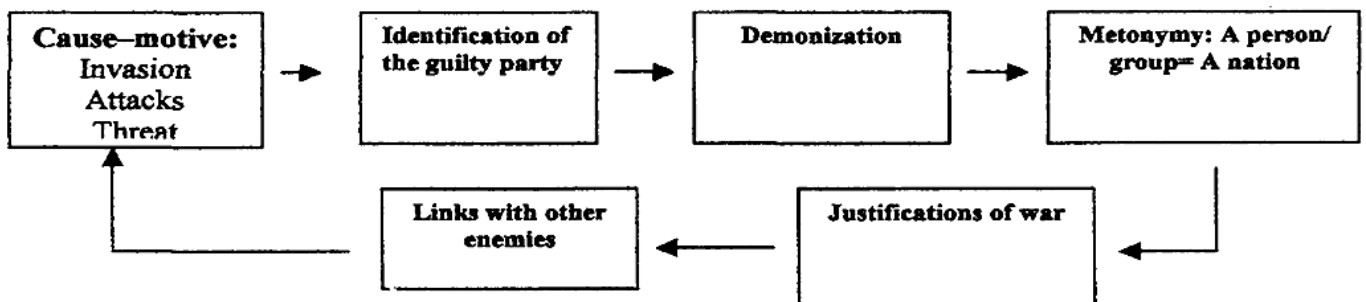 Cause–motive:
Invasion
Attacks
Threat
Identification of
the guilty party
Demonization
Metonymy: A person/
group= A nation
Justifications of war
Links with other
enemies